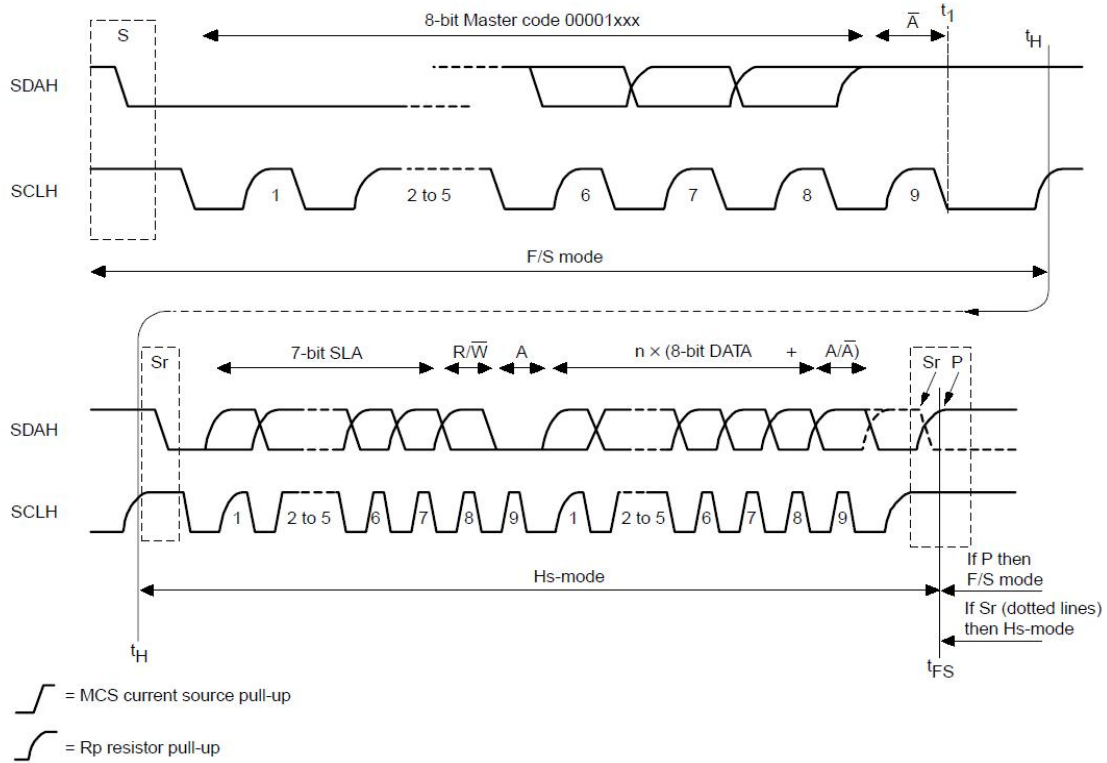 8-bit Master code 00001xxx
S
A̅
t1
tH
SDAH
SCLH
1
2 to 5
6
7
8
9
F/S mode
Sr
7-bit SLA
R/W̅
A
n × (8-bit DATA + A/A̅)
Sr P
SDAH
SCLH
1
2 to 5
6
7
8
9
1
2 to 5
6
7
8
9
Hs-mode
If P then
F/S mode
If Sr (dotted lines)
then Hs-mode
tH
tFS
= MCS current source pull-up
= Rp resistor pull-up